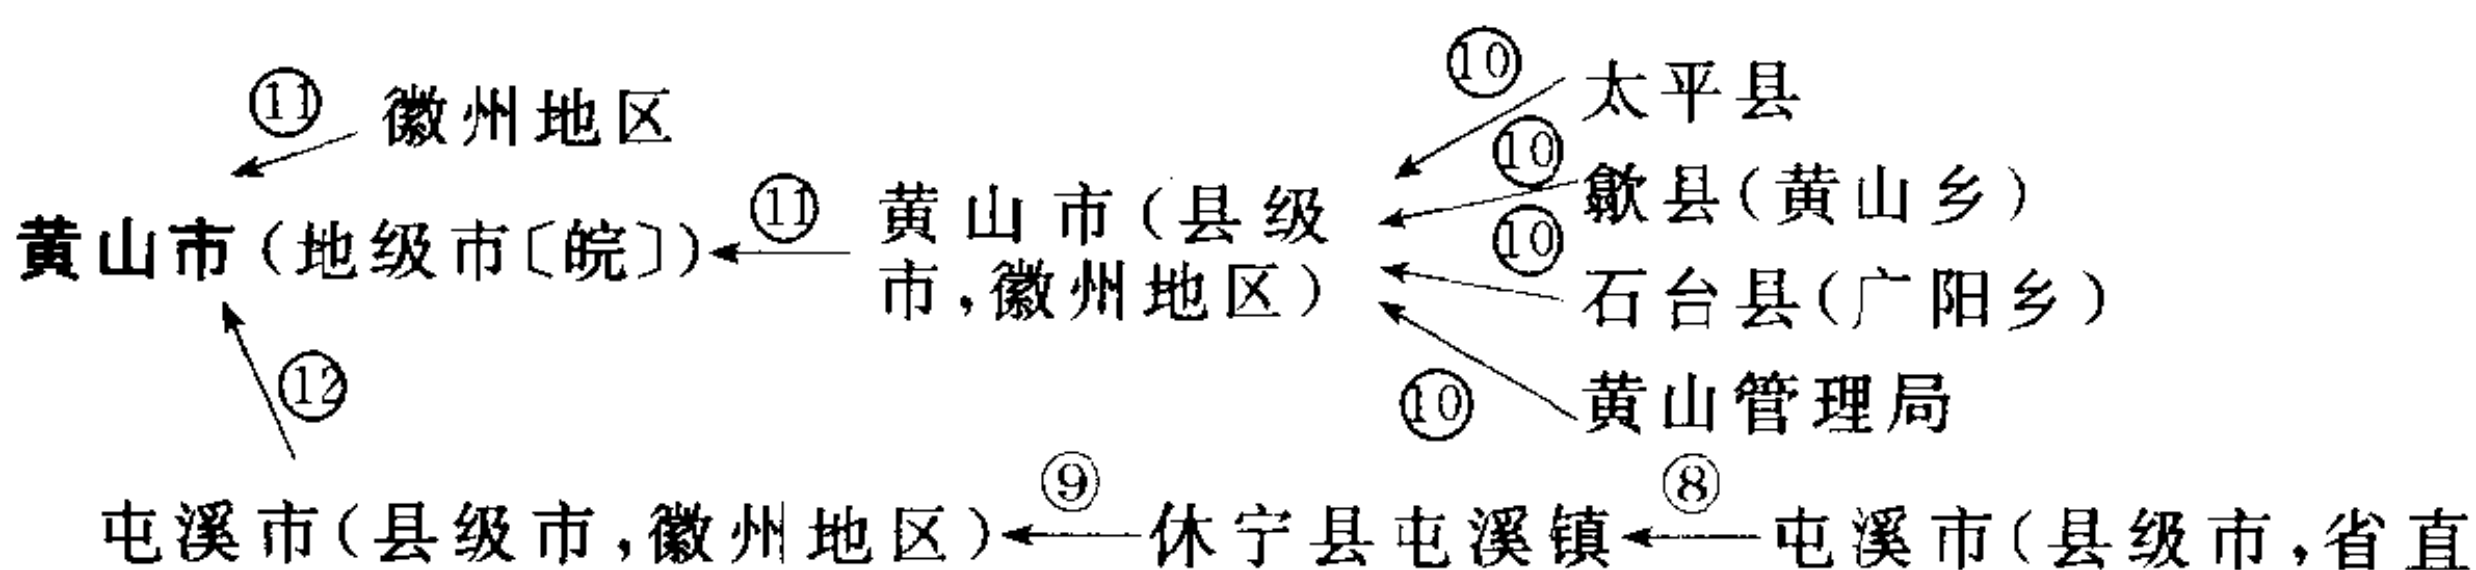 ⑩ 太平县
⑪ 徽州地区
⑩ 歙县(黄山乡)
黄山市(地级市〔皖〕) ⑪ 黄山市(县级
市,徽州地区)
⑩ 石台县(广阳乡)
⑫
⑩ 黄山管理局
屯溪市(县级市,徽州地区) ⑨ 休宁县屯溪镇 ⑧ 屯溪市(县级市,省直